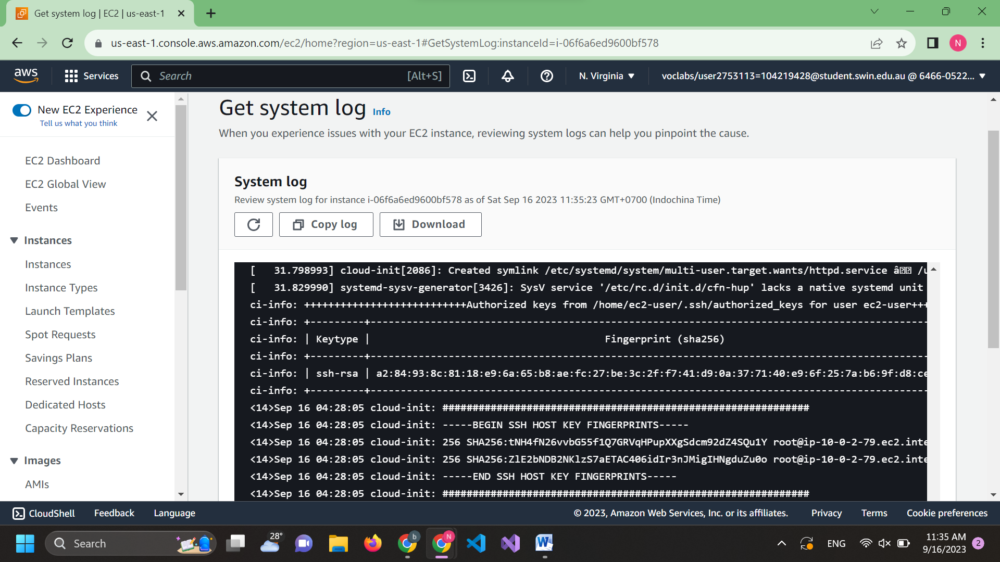 Get system log | EC2 | us-east-1
us-east-1.console.aws.amazon.com/ec2/home?region=us-east-1#GetSystemLog:instanceId=i-06f6a6ed9600bf578
N
aws
Services
Search
[Alt+S]
N. Virginia
voclabs/user2753113=104219428@student.swin.edu.au @ 6466-0522...
New EC2 Experience
Tell us what you think
EC2 Dashboard
EC2 Global View
Events
Instances
Instances
Instance Types
Launch Templates
Spot Requests
Savings Plans
Reserved Instances
Dedicated Hosts
Capacity Reservations
Images
AMIs
Get system log Info
When you experience issues with your EC2 instance, reviewing system logs can help you pinpoint the cause.
System log
Review system log for instance i-06f6a6ed9600bf578 as of Sat Sep 16 2023 11:35:23 GMT+0700 (Indochina Time)
Copy log
Download
[   31.798993] cloud-init[2086]: Created symlink /etc/systemd/system/multi-user.target.wants/httpd.service â /u
[   31.829990] systemd-sysv-generator[3426]: SysV service '/etc/rc.d/init.d/cfn-hup' lacks a native systemd unit
ci-info: +++++++++++++++++++++++++++Authorized keys from /home/ec2-user/.ssh/authorized_keys for user ec2-user+++
ci-info: +---------+---------------------------------------------------------------------------------------------
ci-info: | Keytype |                                       Fingerprint (sha256)
ci-info: +---------+---------------------------------------------------------------------------------------------
ci-info: | ssh-rsa | a2:84:93:8c:81:18:e9:6a:65:b8:ae:fc:27:be:3c:2f:f7:41:d9:0a:37:71:40:e9:6f:25:7a:b6:9f:d8:ce
ci-info: +---------+---------------------------------------------------------------------------------------------
<14>Sep 16 04:28:05 cloud-init: #############################################################
<14>Sep 16 04:28:05 cloud-init: -----BEGIN SSH HOST KEY FINGERPRINTS-----
<14>Sep 16 04:28:05 cloud-init: 256 SHA256:tNH4fN26vvbG55f1Q7GRVqHPupXXgSdcm92dZ4SQu1Y root@ip-10-0-2-79.ec2.inte
<14>Sep 16 04:28:05 cloud-init: 256 SHA256:ZlE2bNDB2NKlzS7aETAC406idIr3nJMigIHNgduZu0o root@ip-10-0-2-79.ec2.inte
<14>Sep 16 04:28:05 cloud-init: -----END SSH HOST KEY FINGERPRINTS-----
<14>Sep 16 04:28:05 cloud-init: #############################################################
CloudShell
Feedback
Language
© 2023, Amazon Web Services, Inc. or its affiliates.
Privacy
Terms
Cookie preferences
Search
28°
b
N
W
ENG
11:35 AM
9/16/2023
2